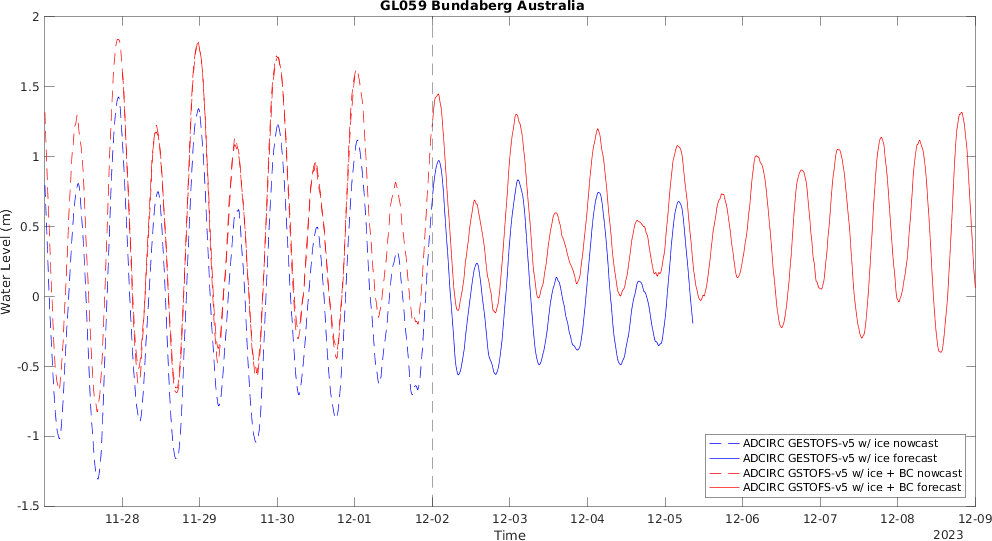 GL059 Bundaberg Australia
2
1.5
1
0.5
0
-0.5
-1
-1.5
Water Level (m)
11-28 11-29 11-30 12-01 12-02 12-03 12-04 12-05 12-06 12-07 12-08 12-09
Time
2023
ADCIRC GESTOFS-v5 w/ ice nowcast
ADCIRC GESTOFS-v5 w/ ice forecast
ADCIRC GSTOFS-v5 w/ ice + BC nowcast
ADCIRC GSTOFS-v5 w/ ice + BC forecast